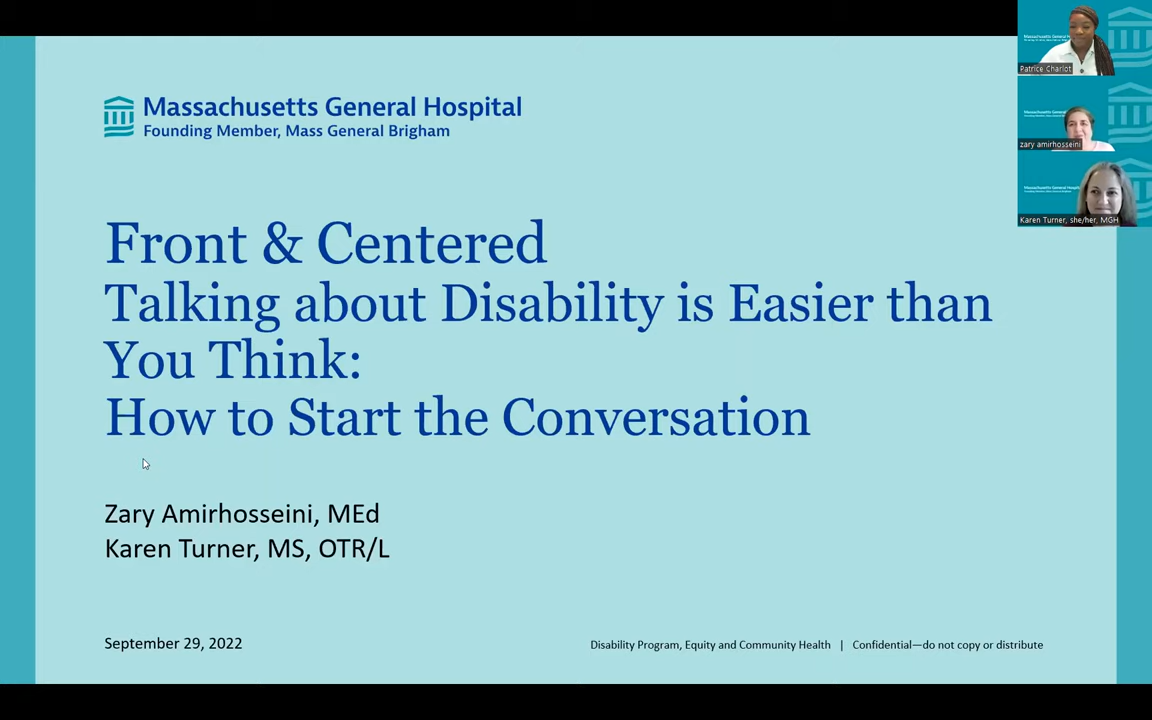 Massachusetts General Hospital
Founding Member, Mass General Brigham
Front & Centered
Talking about Disability is Easier than
You Think:
How to Start the Conversation
Zary Amirhosseini, MEd
Karen Turner, MS, OTR/L
September 29, 2022
Disability Program, Equity and Community Health | Confidential—do not copy or distribute
Patrice Charlot
zary amirhosseini
Karen Turner, she/her, MGH